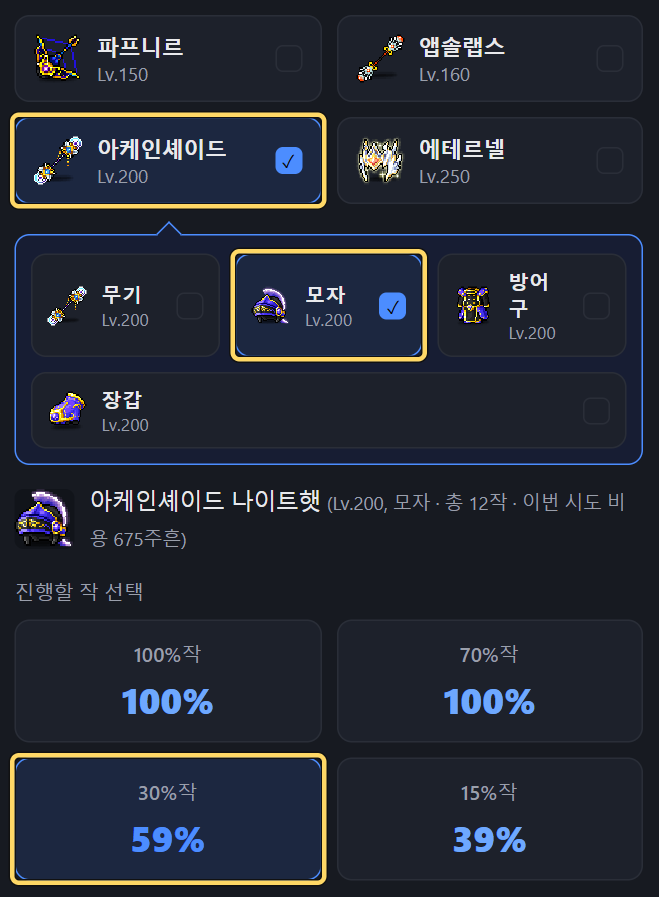 파프니르
Lv.150
앱솔랩스
Lv.160
아케인셰이드
Lv.200
에테르넬
Lv.250
무기
Lv.200
모자
Lv.200
방어
구
Lv.200
장갑
Lv.200
아케인셰이드 나이트햇 (Lv.200, 모자 · 총 12작 · 이번 시도 비
용 675주흔)
진행할 작 선택
100%작
100%
70%작
100%
30%작
59%
15%작
39%